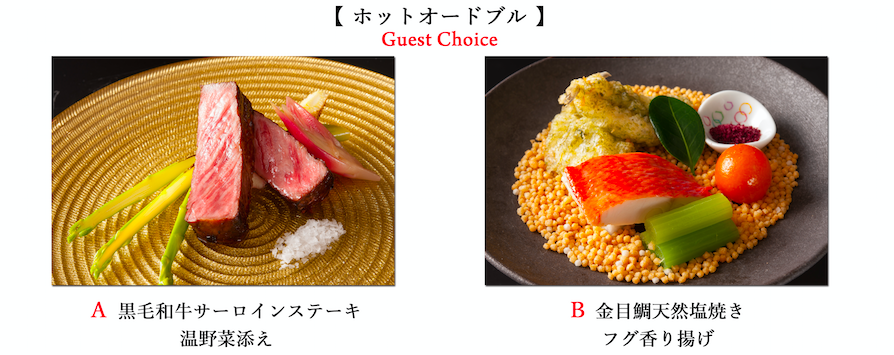 【 ホットオードブル 】
Guest Choice
A 黒毛和牛サーロインステーキ
温野菜添え
B 金目鯛天然塩焼き
フグ香り揚げ